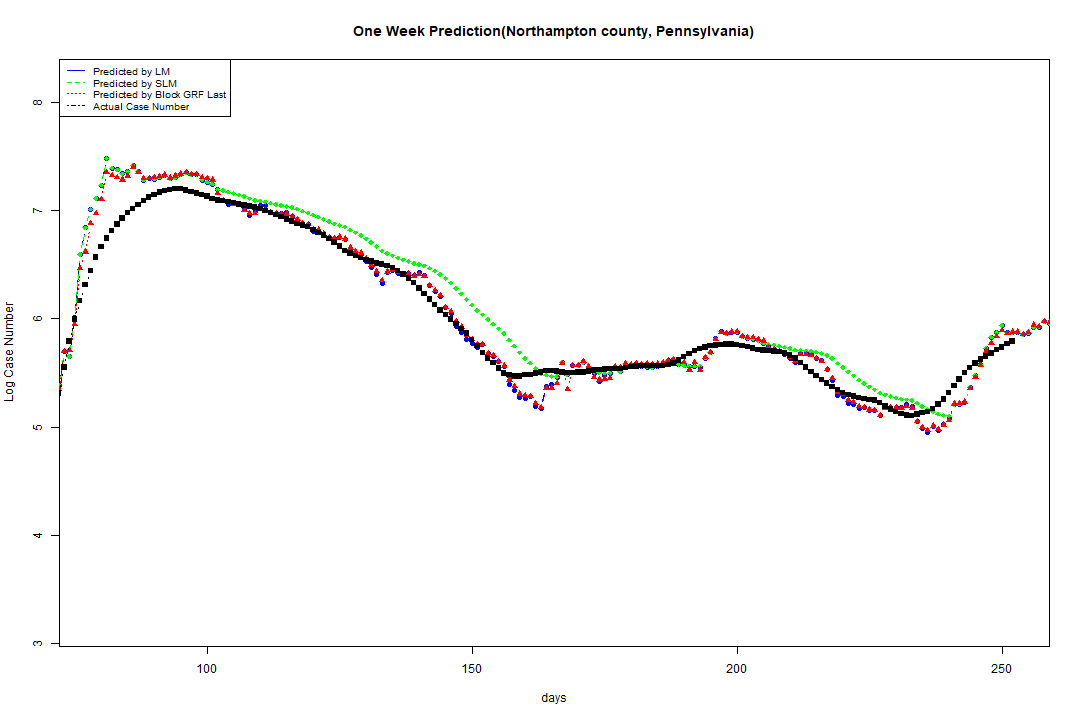 One Week Prediction(Northampton county, Pennsylvania)
Predicted by LM
Predicted by SLM
Predicted by Block GRF Last
Actual Case Number
8
7
6
5
4
3
Log Case Number
100
150
200
250
days